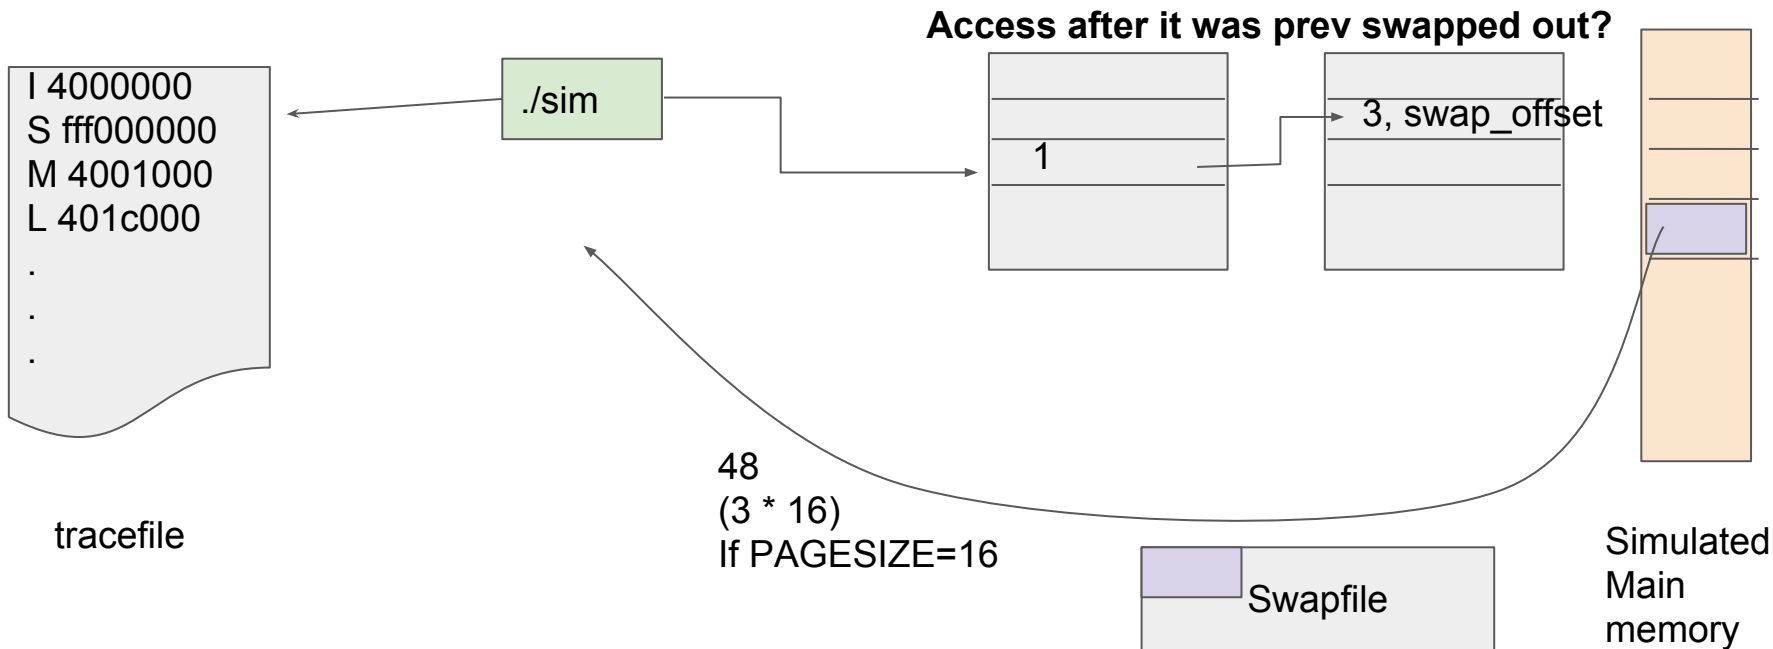 Access after it was prev swapped out?
I 4000000
S fff000000
M 4001000
L 401c000
.
.
.
./sim
1
3, swap_offset
48
(3 * 16)
If PAGESIZE=16
tracefile
Swapfile
Simulated
Main
memory